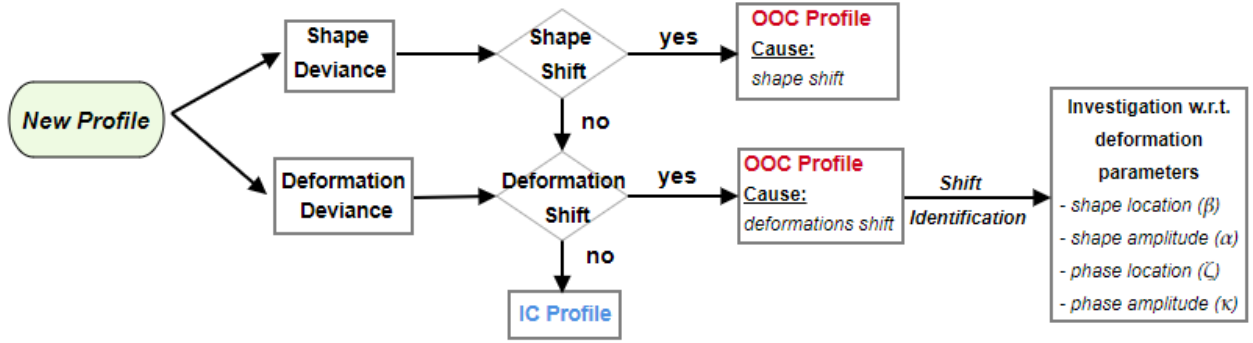 New Profile
Shape
Deviance
Shape
Shift
yes
OOC Profile
Cause:
shape shift
no
Deformation
Deviance
Deformation
Shift
yes
OOC Profile
Cause:
deformations shift
Shift
Identification
Investigation w.r.t.
deformation
parameters
- shape location (β)
- shape amplitude (α)
- phase location (ζ)
- phase amplitude (κ)
no
IC Profile